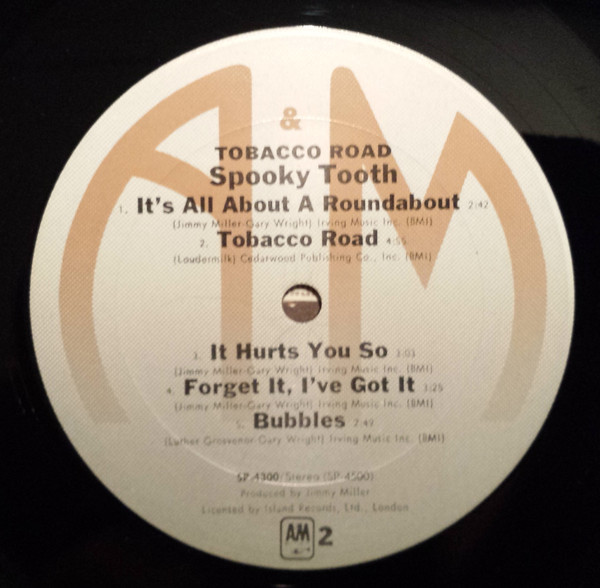 A&M
TOBACCO ROAD
Spooky Tooth
1. It's All About A Roundabout 2:42
(Jimmy Miller-Gary Wright) Irving Music Inc. (BMI)
2. Tobacco Road 4:55
(Loudermilk) Cedarwood Publishing Co., Inc. (BMI)
3. It Hurts You So 3:03
(Jimmy Miller-Gary Wright) Irving Music Inc. (BMI)
4. Forget It, I've Got It 3:25
(Jimmy Miller-Gary Wright) Irving Music Inc. (BMI)
5. Bubbles 2:49
(Luther Grosvenor-Gary Wright) Irving Music Inc. (BMI)
SP 4300/Stereo (SP-4500)
Produced by Jimmy Miller
Licensed by Island Records, Ltd., London
AM 2